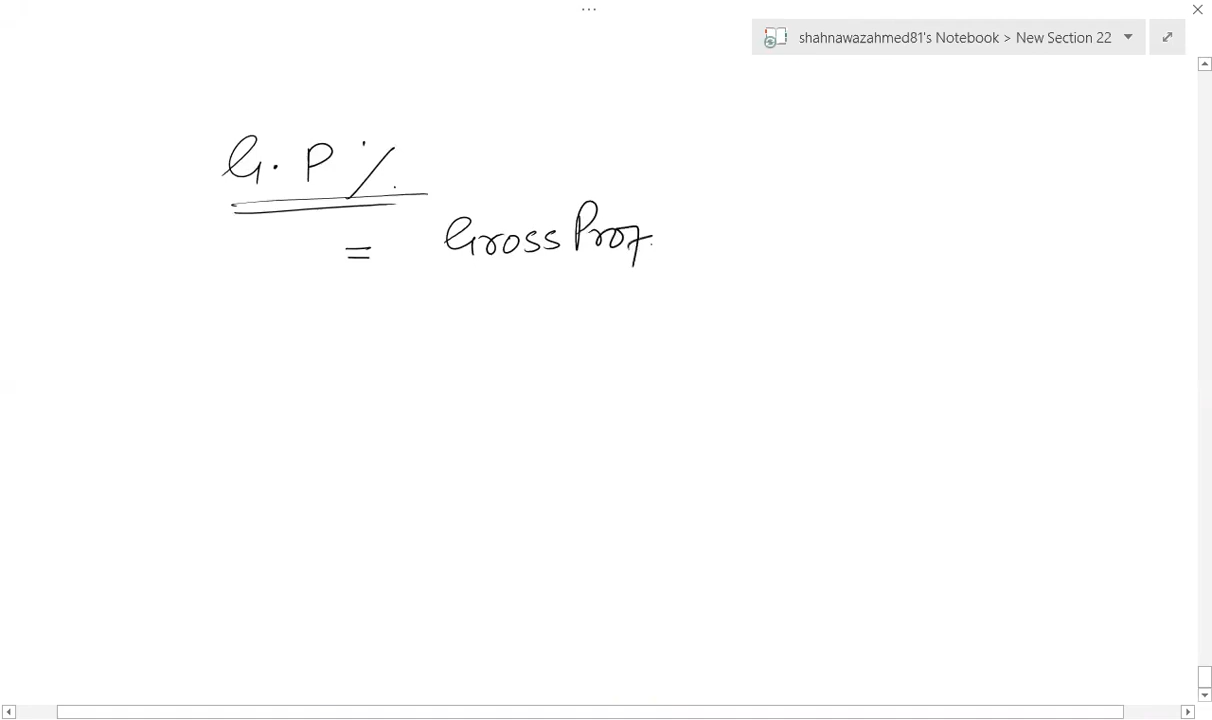 ...
shahnawazahmed81's Notebook > New Section 22
G.P %
= Gross Prof